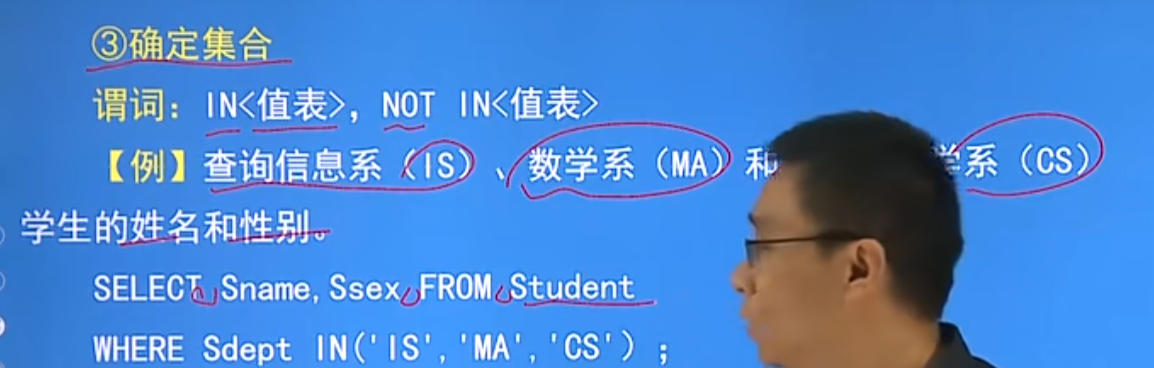 ③确定集合
谓词：IN<值表>，NOT IN<值表>
【例】查询信息系（IS）、数学系（MA）和 学系（CS）
学生的姓名和性别。
SELECT Sname,Ssex FROM Student
WHERE Sdept IN('IS','MA','CS') ;